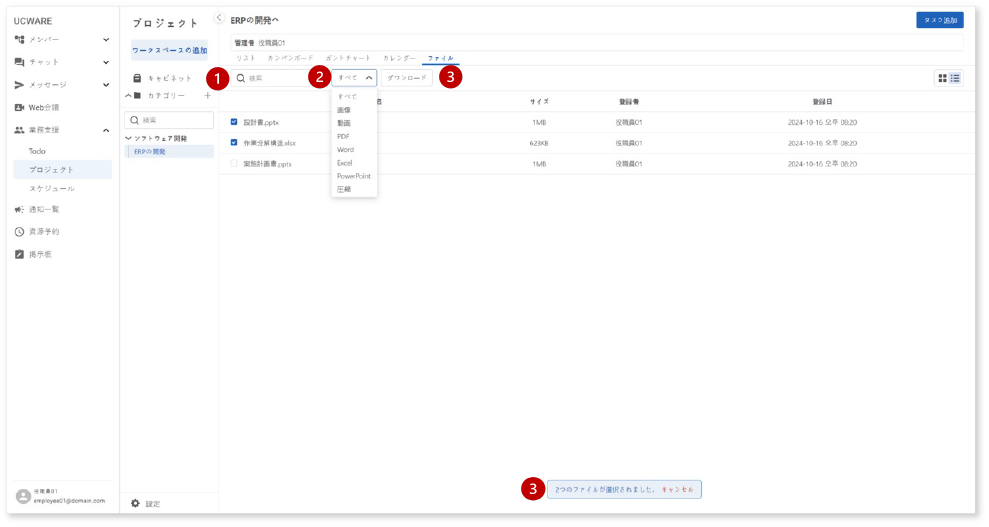 UCWARE
メンバー
チャット
メッセージ
Web会議
業務支援
Todo
プロジェクト
スケジュール
通知一覧
資源予約
掲示板
役職員01
employee01@domain.com
プロジェクト
ワークスペースの追加
キャビネット
カテゴリー +
検索
ソフトウェア開発
ERPの開発
設定
ERPの開発へ
タスク追加
管理者 役職員01
リスト カンバンボード ガントチャート カレンダー ファイル
1 検索 2 すべて ダウンロード 3
すべて
画像
動画
PDF
Word
Excel
PowerPoint
圧縮
名 サイズ 登録者 登録日
設計書.pptx 1MB 役職員01 2024-10-16 오후 08:20
作業分解構造.xlsx 623KB 役職員01 2024-10-16 오후 08:20
実施計画書.pptx 1MB 役職員01 2024-10-16 오후 08:20
3 2つのファイルが選択されました。 キャンセル